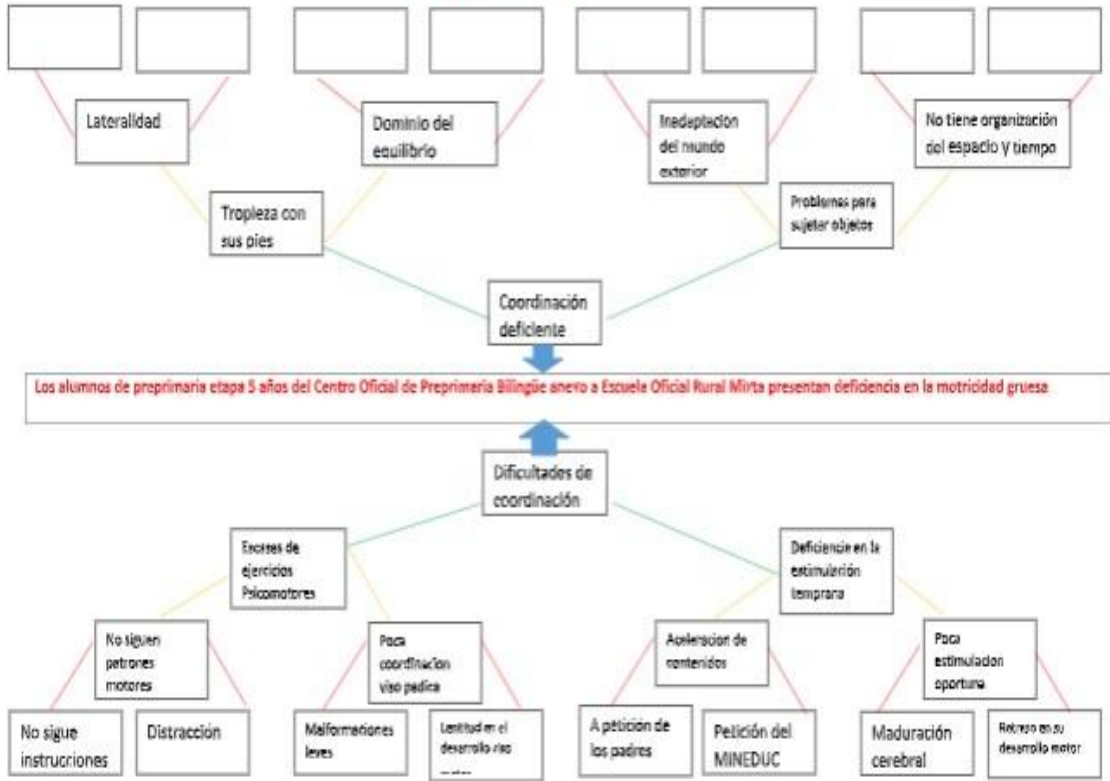 Lateralidad
Dominio del
equilibrio
Inadaptacion
del mundo
exterior
No tiene organización
del espacio y tiempo
Tropieza con
sus pies
Problemas para
sujetar objetos
Coordinación
deficiente
Los alumnos de preprimaria etapa 5 años del Centro Oficial de Preprimaria Bilingüe anexo a Escuela Oficial Rural Mixta presentan deficiencia en la motricidad gruesa
Dificultades de
coordinación
Escases de
ejercicios
Psicomotores
Deficiencia en la
estimulación
temprana
No siguen
patrones
motores
Poca
coordinacion
viso pedica
Aceleracion de
contenidos
Poca
estimulacion
oportuna
No sigue
instrucciones
Distracción
Malformaciones
leves
Lentitud en el
desarrollo viso
A petición de
los padres
Petición del
MINEDUC
Maduración
cerebral
Retraso en su
desarrollo motor